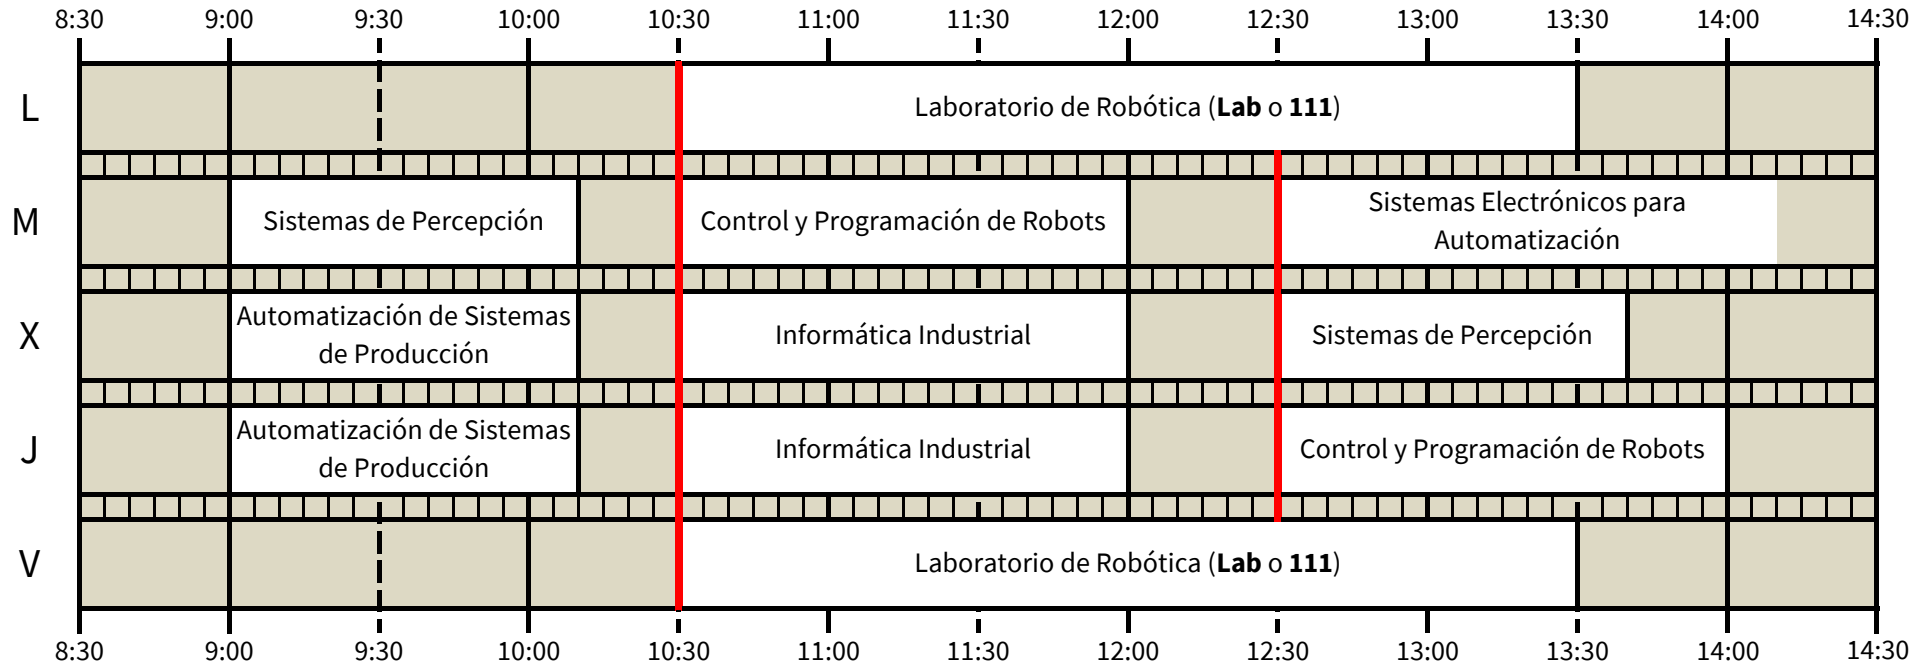 8:30 9:00 9:30 10:00 10:30 11:00 11:30 12:00 12:30 13:00 13:30 14:00 14:30
L
Laboratorio de Robótica (Lab o 111)
M
Sistemas de Percepción
Control y Programación de Robots
Sistemas Electrónicos para
Automatización
X
Automatización de Sistemas
de Producción
Informática Industrial
Sistemas de Percepción
J
Automatización de Sistemas
de Producción
Informática Industrial
Control y Programación de Robots
V
Laboratorio de Robótica (Lab o 111)
8:30 9:00 9:30 10:00 10:30 11:00 11:30 12:00 12:30 13:00 13:30 14:00 14:30